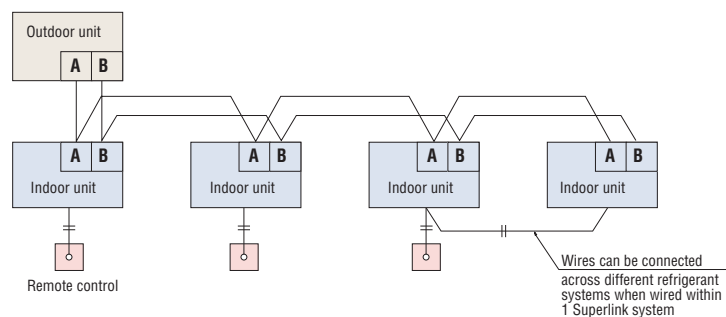 Outdoor unit
A B
A B
Indoor unit
A B
Indoor unit
A B
Indoor unit
A B
Indoor unit
Remote control
Wires can be connected
across different refrigerant
systems when wired within
1 Superlink system